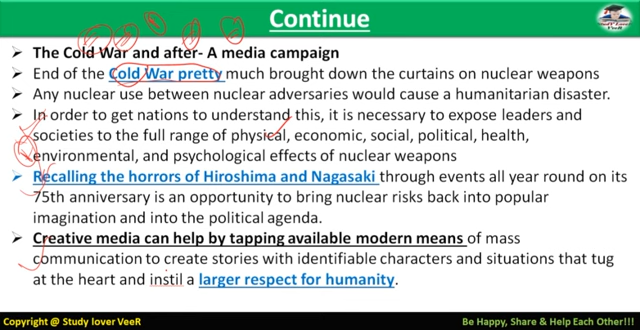 Continue
➢ The Cold War and after- A media campaign
➢ End of the Cold War pretty much brought down the curtains on nuclear weapons
➢ Any nuclear use between nuclear adversaries would cause a humanitarian disaster.
➢ In order to get nations to understand this, it is necessary to expose leaders and
societies to the full range of physical, economic, social, political, health,
environmental, and psychological effects of nuclear weapons
➢ Recalling the horrors of Hiroshima and Nagasaki through events all year round on its
75th anniversary is an opportunity to bring nuclear risks back into popular
imagination and into the political agenda.
➢ Creative media can help by tapping available modern means of mass
communication to create stories with identifiable characters and situations that tug
at the heart and instil a larger respect for humanity.
Copyright @ Study lover VeeR
Be Happy, Share & Help Each Other!!!